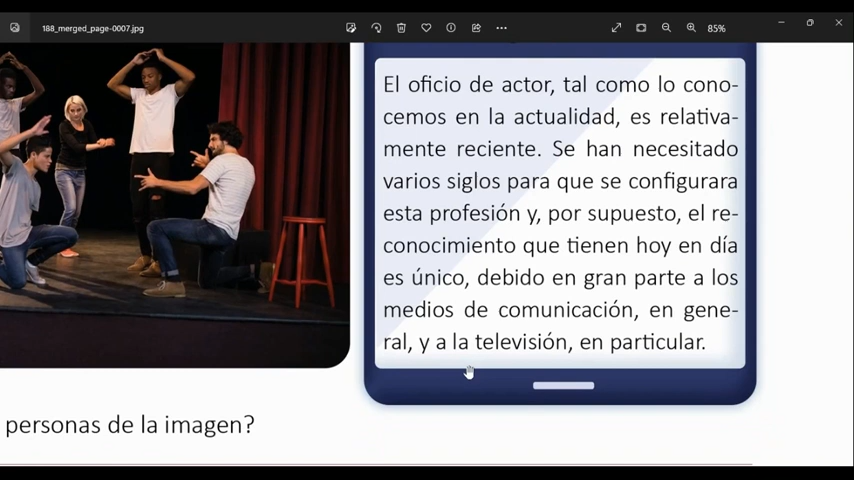 188_merged_page-0007.jpg
85%
El oficio de actor, tal como lo cono-
cemos en la actualidad, es relativa-
mente reciente. Se han necesitado
varios siglos para que se configurara
esta profesión y, por supuesto, el re-
conocimiento que tienen hoy en día
es único, debido en gran parte a los
medios de comunicación, en gene-
ral, y a la televisión, en particular.
personas de la imagen?